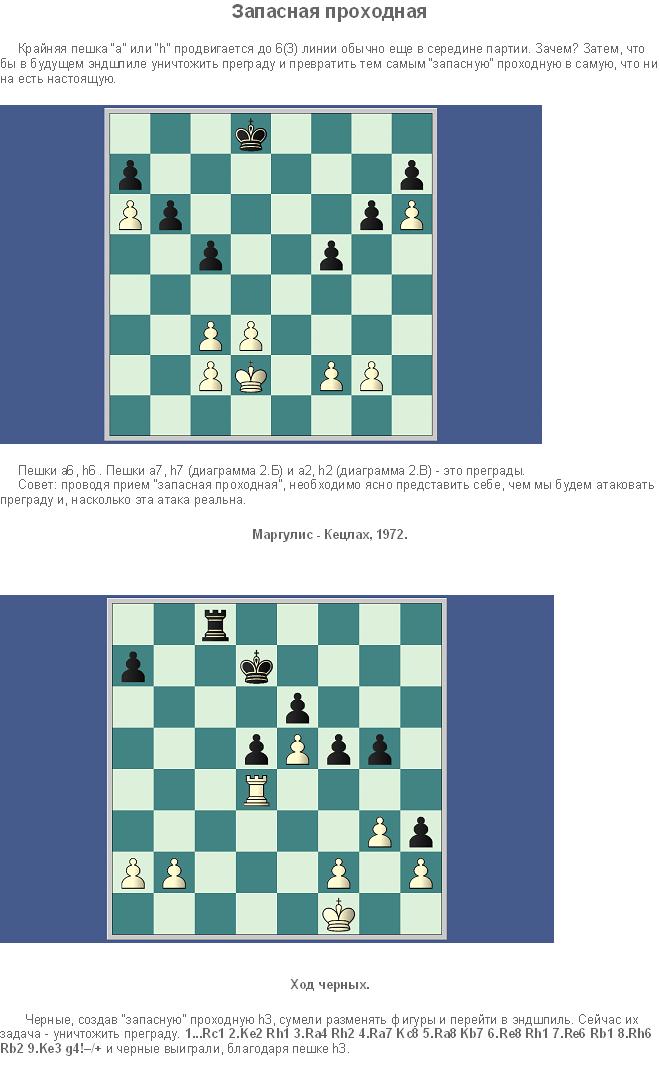 Запасная проходная
Крайняя пешка "a" или "h" продвигается до 6(3) линии обычно еще в середине партии. Зачем? Затем, что
бы в будущем эндшпиле уничтожить преграду и превратить тем самым "запасную" проходную в самую, что ни
на есть настоящую.
Пешки a6, h6 . Пешки a7, h7 (диаграмма 2.Б) и a2, h2 (диаграмма 2.В) - это преграды.
Совет: проводя прием "запасная проходная", необходимо ясно представить себе, чем мы будем атаковать
преграду и, насколько эта атака реальна.
Маргулис - Кецлах, 1972.
Ход черных.
Черные, создав "запасную" проходную h3, сумели разменять фигуры и перейти в эндшпиль. Сейчас их
задача - уничтожить преграду. 1...Rc1 2.Ke2 Rh1 3.Ra4 Rh2 4.Ra7 Kc8 5.Ra8 Kb7 6.Re8 Rh1 7.Re6 Rb1 8.Rh6
Rb2 9.Ke3 g4!–/+ и черные выиграли, благодаря пешке h3.